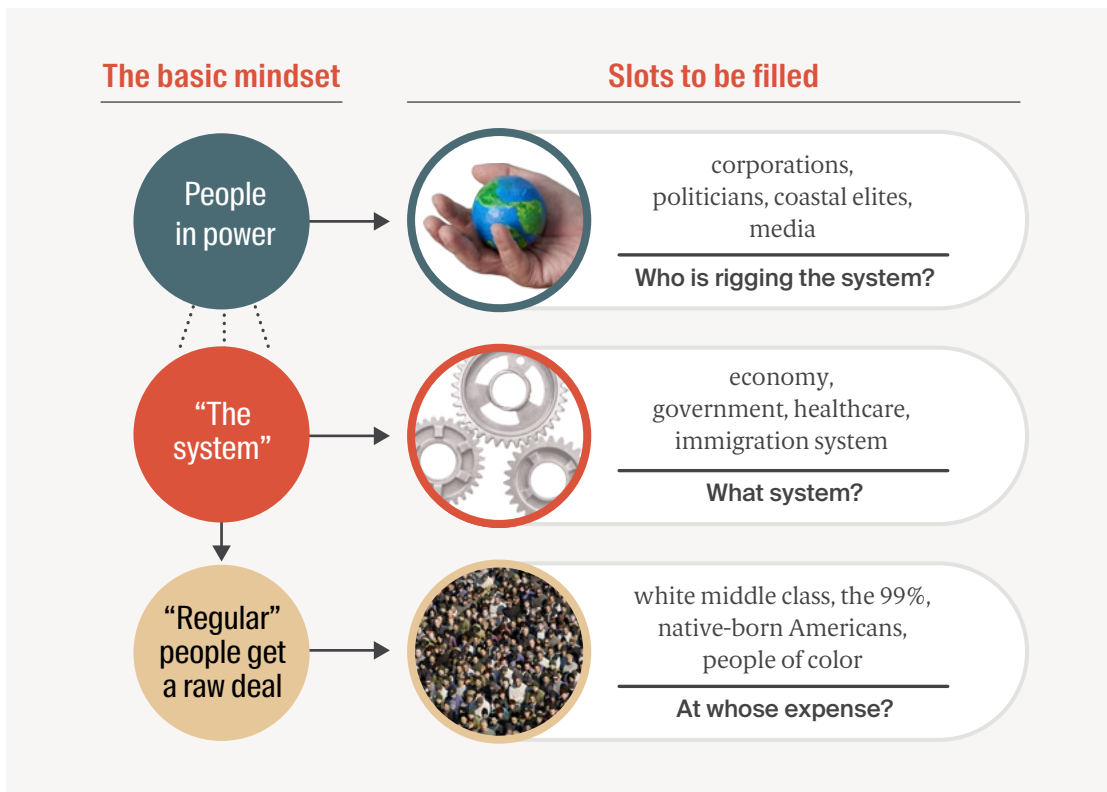 The basic mindset
Slots to be filled
People
in power
corporations,
politicians, coastal elites,
media
Who is rigging the system?
“The
system”
economy,
government, healthcare,
immigration system
What system?
“Regular”
people get
a raw deal
white middle class, the 99%,
native-born Americans,
people of color
At whose expense?